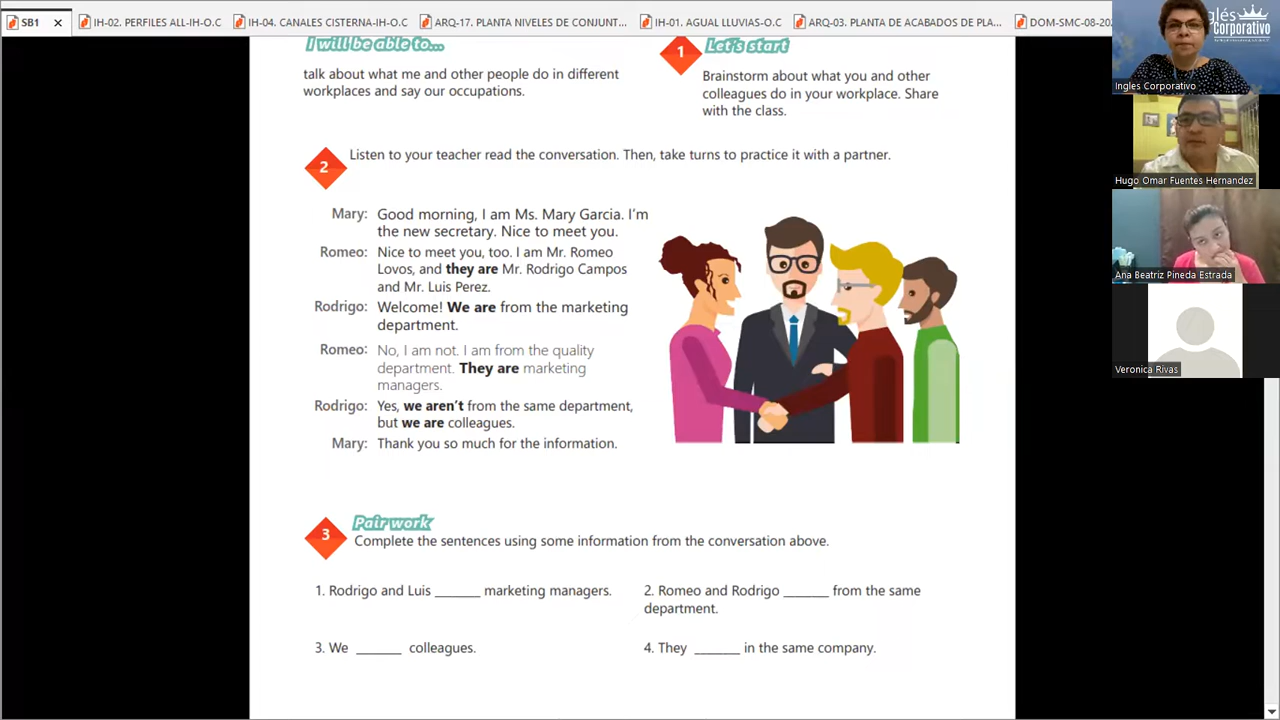 SB1
IH-02. PERFILES ALL-IH-O.C
IH-04. CANALES CISTERNA-IH-O.C
ARQ-17. PLANTA NIVELES DE CONJUNT...
IH-01. AGUAL LLUVIAS-O.C
ARQ-03. PLANTA DE ACABADOS DE PLA...
DOM-SMC-08-20
I will be able to...
talk about what me and other people do in different
workplaces and say our occupations.
1
Let's start
Brainstorm about what you and other
colleagues do in your workplace. Share
with the class.
2
Listen to your teacher read the conversation. Then, take turns to practice it with a partner.
Mary: Good morning, I am Ms. Mary Garcia. I'm
the new secretary. Nice to meet you.
Romeo: Nice to meet you, too. I am Mr. Romeo
Lovos, and they are Mr. Rodrigo Campos
and Mr. Luis Perez.
Rodrigo: Welcome! We are from the marketing
department.
Romeo: No, I am not. I am from the quality
department. They are marketing
managers.
Rodrigo: Yes, we aren't from the same department,
but we are colleagues.
Mary: Thank you so much for the information.
3
Pair work
Complete the sentences using some information from the conversation above.
1. Rodrigo and Luis ______ marketing managers.
2. Romeo and Rodrigo ______ from the same
department.
3. We ______ colleagues.
4. They ______ in the same company.
Inglés
Corporativo
Ingles Corporativo
Hugo Omar Fuentes Hernandez
Ana Beatriz Pineda Estrada
Veronica Rivas